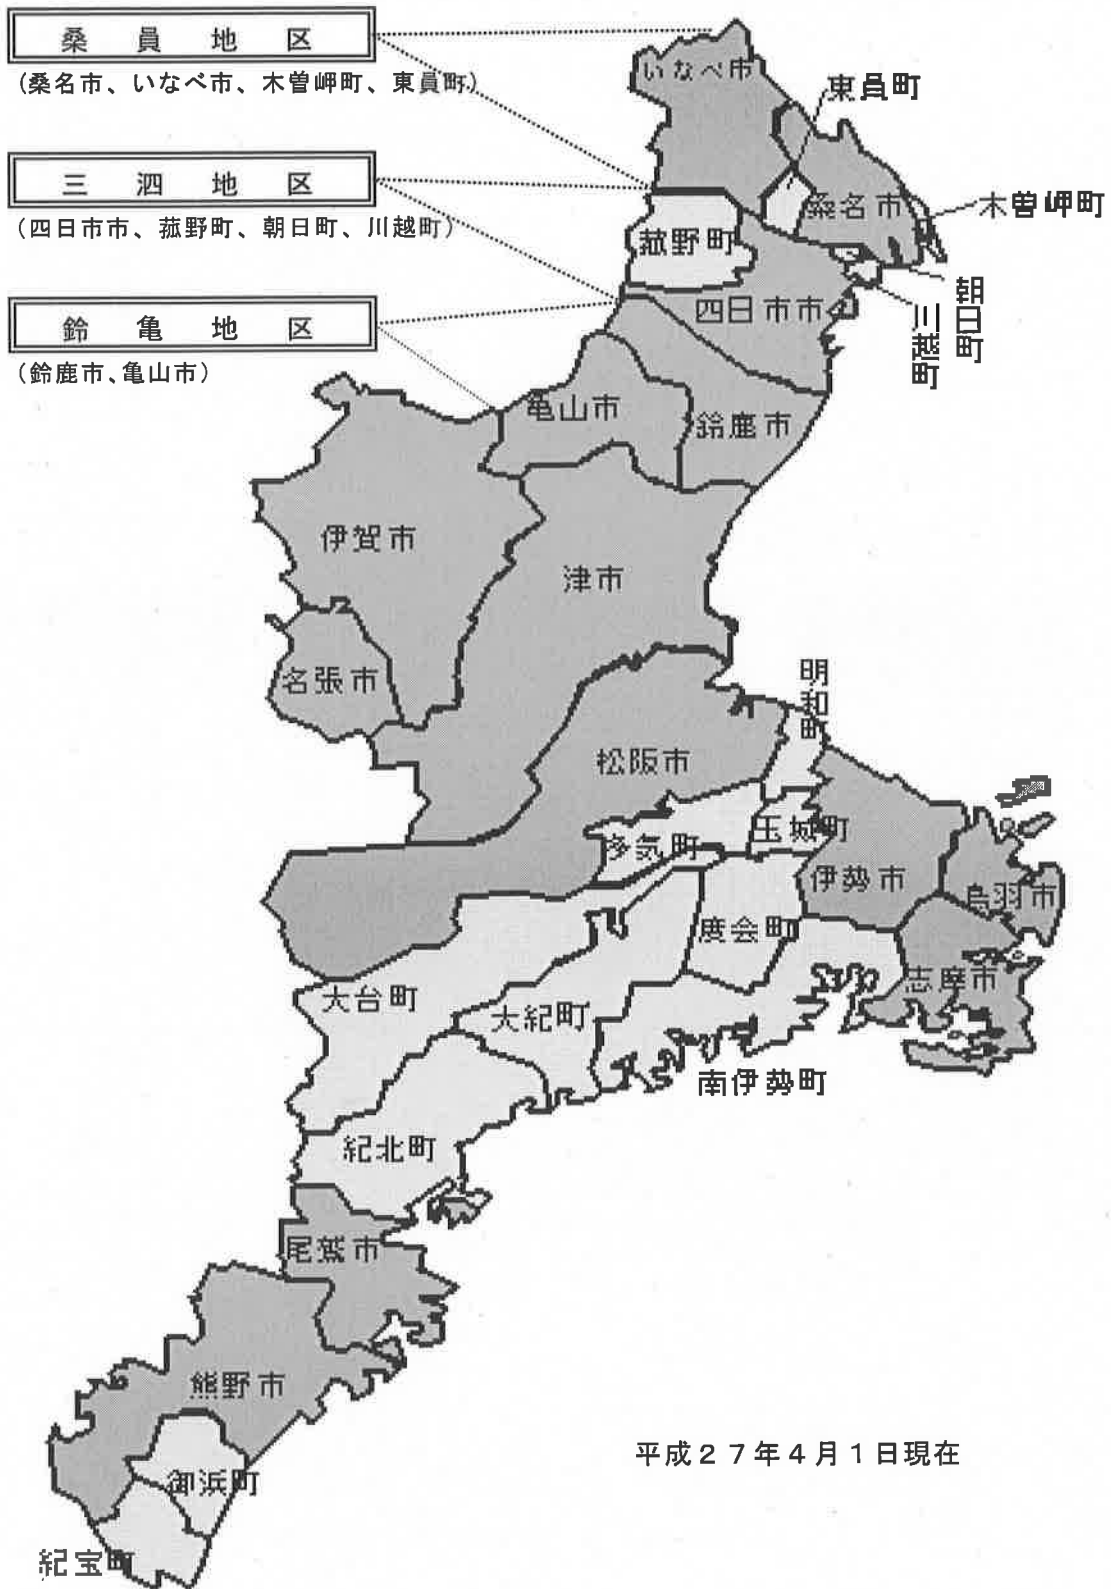 桑員地区
(桑名市、いなべ市、木曽岬町、東員町)
三泗地区
(四日市市、菰野町、朝日町、川越町)
鈴亀地区
(鈴鹿市、亀山市)
いなべ市
東員町
桑名市
木曽岬町
菰野町
朝日町
四日市市
三越町
亀山市
鈴鹿市
伊賀市
津市
名張市
明和町
松阪市
多気町
玉城町
伊勢市
鳥羽市
度会町
志摩市
大台町
大紀町
南伊勢町
紀北町
尾鷲市
熊野市
御浜町
紀宝町
平成27年4月1日現在